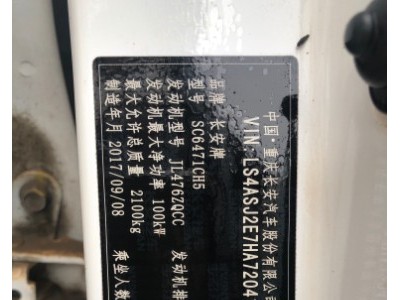 中国·重庆长安汽车股份有限
VIN LS4ASJ2E7HA7204
品牌 长安牌
型号 SC6471CH5
发动机型号 JL476ZQCC 发动机排
发动机最大净功率 100kW
最大允许总质量 2100kg
制造年月 2017/09/08 乘坐人数